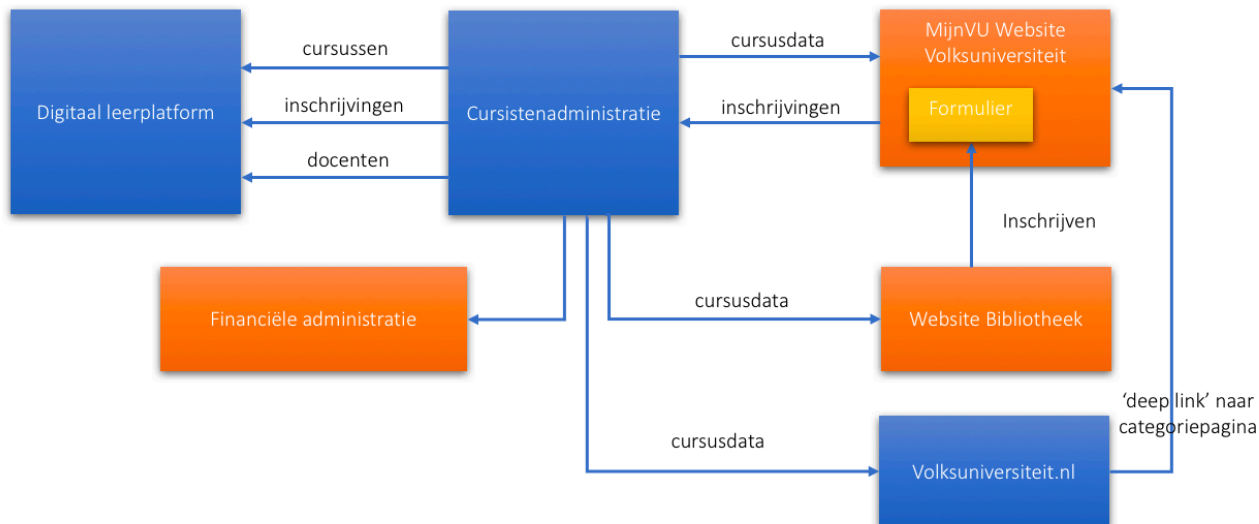 cursussen
cursusdata
MijnVU Website
Volksuniversiteit
Digitaal leerplatform
inschrijvingen
Cursistenadministratie
inschrijvingen
Formulier
docenten
Inschrijven
Financiële administratie
cursusdata
Website Bibliotheek
'deep link' naar
categoriepagina
cursusdata
Volksuniversiteit.nl